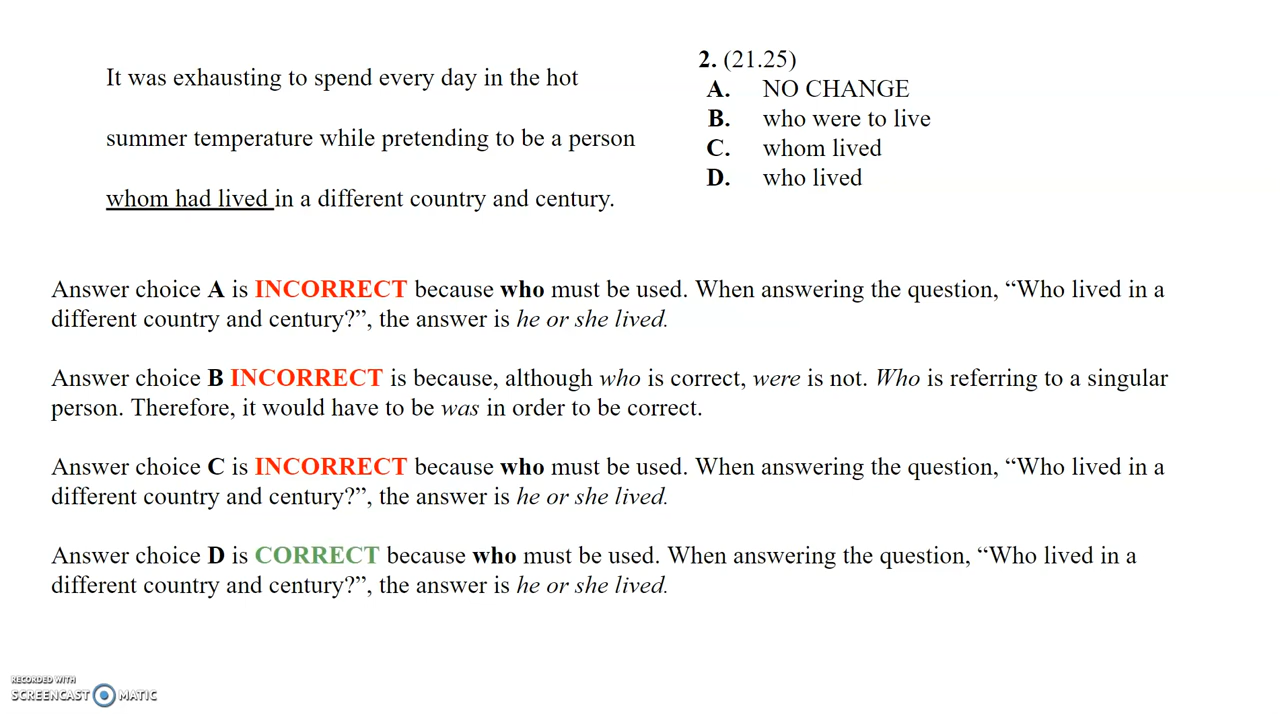 It was exhausting to spend every day in the hot
summer temperature while pretending to be a person
whom had lived in a different country and century.
2. (21.25)
A. NO CHANGE
B. who were to live
C. whom lived
D. who lived
Answer choice A is INCORRECT because who must be used. When answering the question, “Who lived in a
different country and century?”, the answer is he or she lived.
Answer choice B INCORRECT is because, although who is correct, were is not. Who is referring to a singular
person. Therefore, it would have to be was in order to be correct.
Answer choice C is INCORRECT because who must be used. When answering the question, “Who lived in a
different country and century?”, the answer is he or she lived.
Answer choice D is CORRECT because who must be used. When answering the question, “Who lived in a
different country and century?”, the answer is he or she lived.
RECORDED WITH
SCREENCAST MATIC